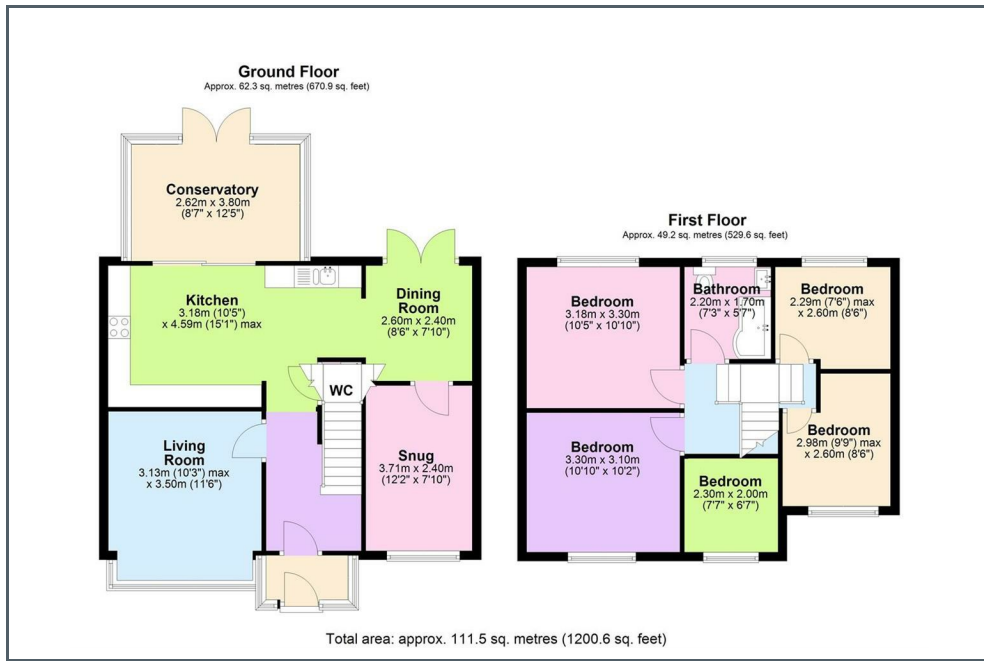 Ground Floor
Approx. 62.3 sq. metres (670.9 sq. feet)
Conservatory
2.62m x 3.80m
(8'7" x 12'5")
Kitchen
3.18m (10'5")
x 4.59m (15'1") max
Dining
Room
2.60m x 2.40m
(8'6" x 7'10")
WC
Living
Room
3.13m (10'3") max
x 3.50m (11'6")
Snug
3.71m x 2.40m
(12'2" x 7'10")
First Floor
Approx. 49.2 sq. metres (529.6 sq. feet)
Bedroom
3.18m x 3.30m
(10'5" x 10'10")
Bathroom
2.20m x 1.70m
(7'3" x 5'7")
Bedroom
2.29m (7'6") max
x 2.60m (8'6")
Bedroom
3.30m x 3.10m
(10'10" x 10'2")
Bedroom
2.98m (9'9") max
x 2.60m (8'6")
Bedroom
2.30m x 2.00m
(7'7" x 6'7")
Total area: approx. 111.5 sq. metres (1200.6 sq. feet)